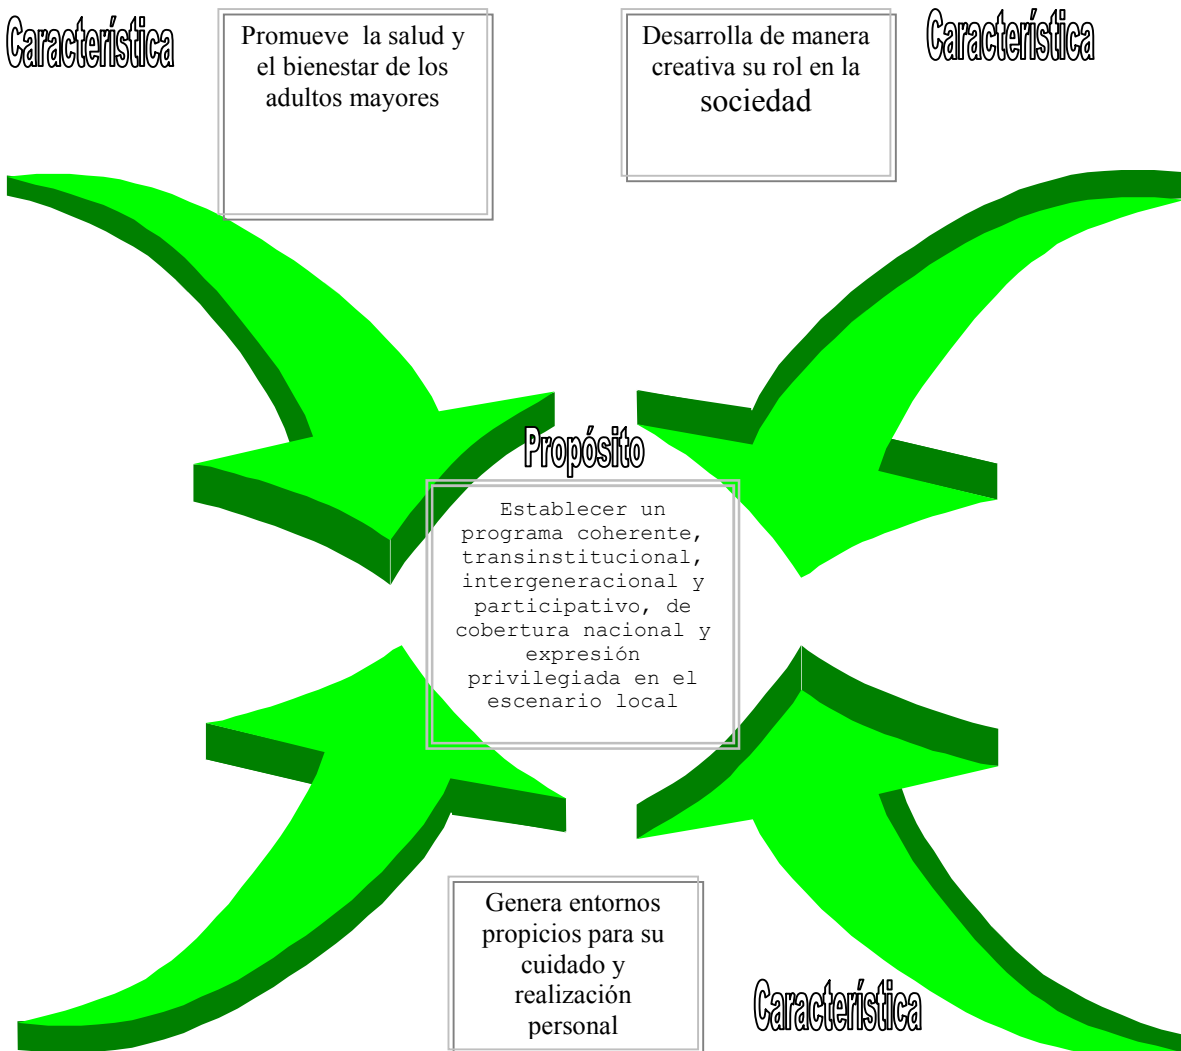 Característica
Promueve la salud y
el bienestar de los
adultos mayores
Desarrolla de manera
creativa su rol en la
sociedad
Característica
Propósito
Establecer un
programa coherente,
transinstitucional,
intergeneracional y
participativo, de
cobertura nacional y
expresión
privilegiada en el
escenario local
Genera entornos
propicios para su
cuidado y
realización
personal
Característica